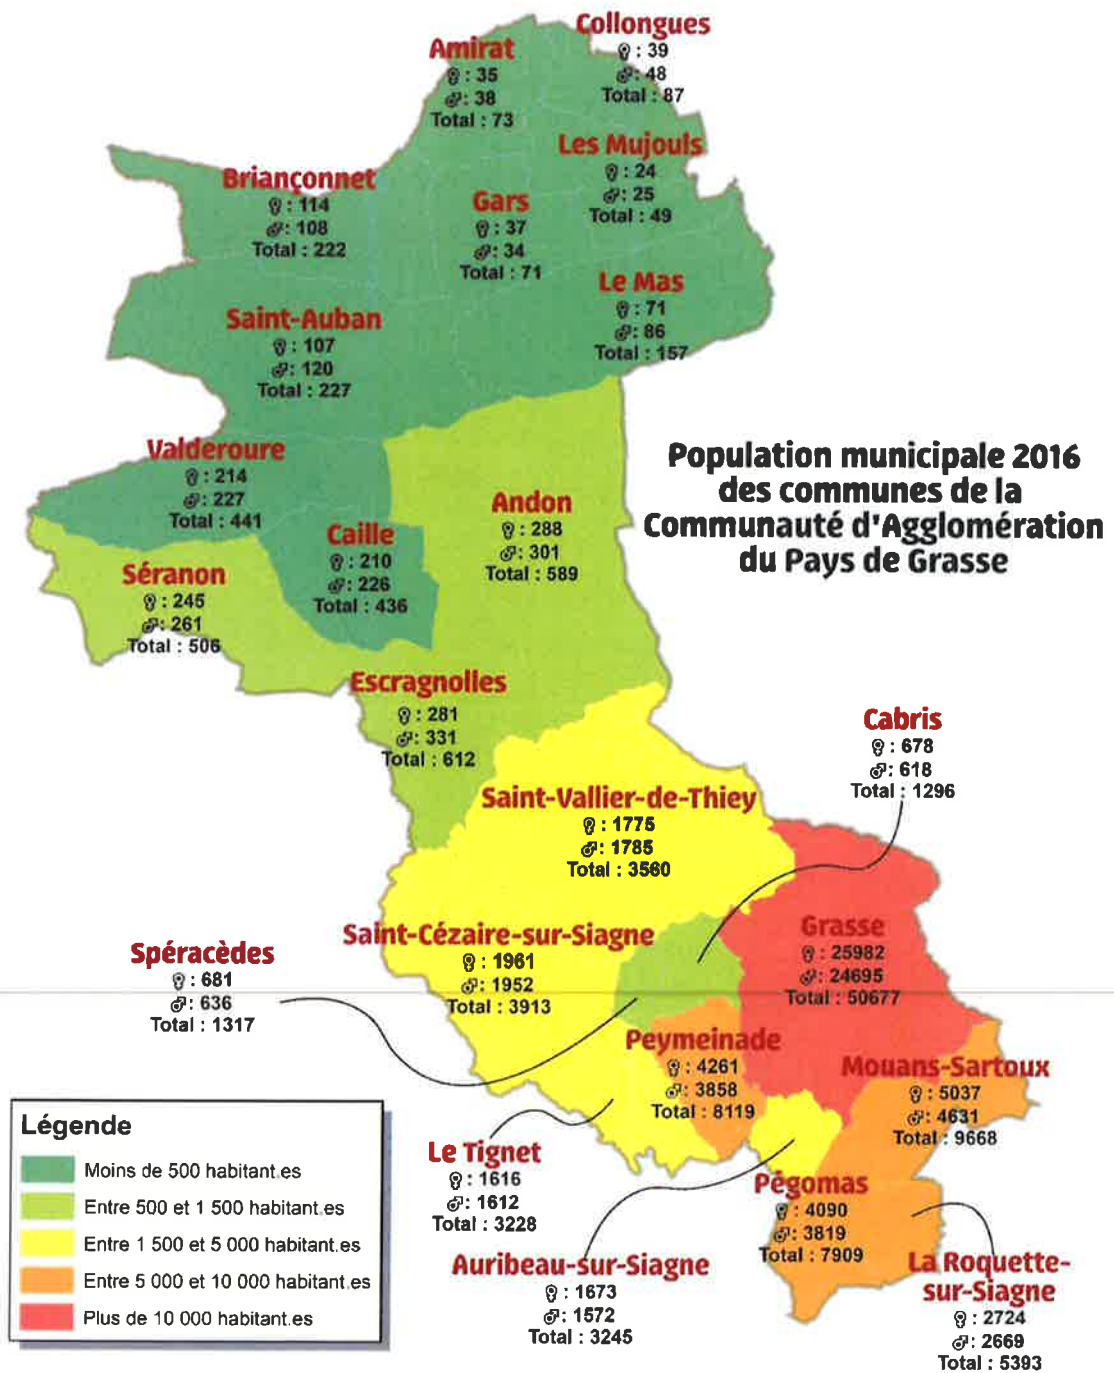 Collongues
♀ : 39
♂ : 48
Total : 87
Amirat
♀ : 35
♂ : 38
Total : 73
Les Mujouls
♀ : 24
♂ : 25
Total : 49
Briançonnet
♀ : 114
♂ : 108
Total : 222
Gars
♀ : 37
♂ : 34
Total : 71
Le Mas
♀ : 71
♂ : 86
Total : 157
Saint-Auban
♀ : 107
♂ : 120
Total : 227
Valderoure
♀ : 214
♂ : 227
Total : 441
Population municipale 2016
des communes de la
Communauté d'Agglomération
du Pays de Grasse
Andon
♀ : 288
♂ : 301
Total : 589
Caille
♀ : 210
♂ : 226
Total : 436
Séranon
♀ : 245
♂ : 261
Total : 506
Escragnolles
♀ : 281
♂ : 331
Total : 612
Cabris
♀ : 678
♂ : 618
Total : 1296
Saint-Vallier-de-Thiey
♀ : 1775
♂ : 1785
Total : 3560
Grasse
♀ : 25982
♂ : 24695
Total : 50677
Saint-Cézaire-sur-Siagne
♀ : 1961
♂ : 1952
Total : 3913
Spéracèdes
♀ : 681
♂ : 636
Total : 1317
Peymeinade
♀ : 4261
♂ : 3858
Total : 8119
Mouans-Sartoux
♀ : 5037
♂ : 4631
Total : 9668
Le Tignet
♀ : 1616
♂ : 1612
Total : 3228
Pégomas
♀ : 4090
♂ : 3819
Total : 7909
Auribeau-sur-Siagne
♀ : 1673
♂ : 1572
Total : 3245
La Roquette-
sur-Siagne
♀ : 2724
♂ : 2669
Total : 5393
Légende
Moins de 500 habitant.es
Entre 500 et 1 500 habitant.es
Entre 1 500 et 5 000 habitant.es
Entre 5 000 et 10 000 habitant.es
Plus de 10 000 habitant.es